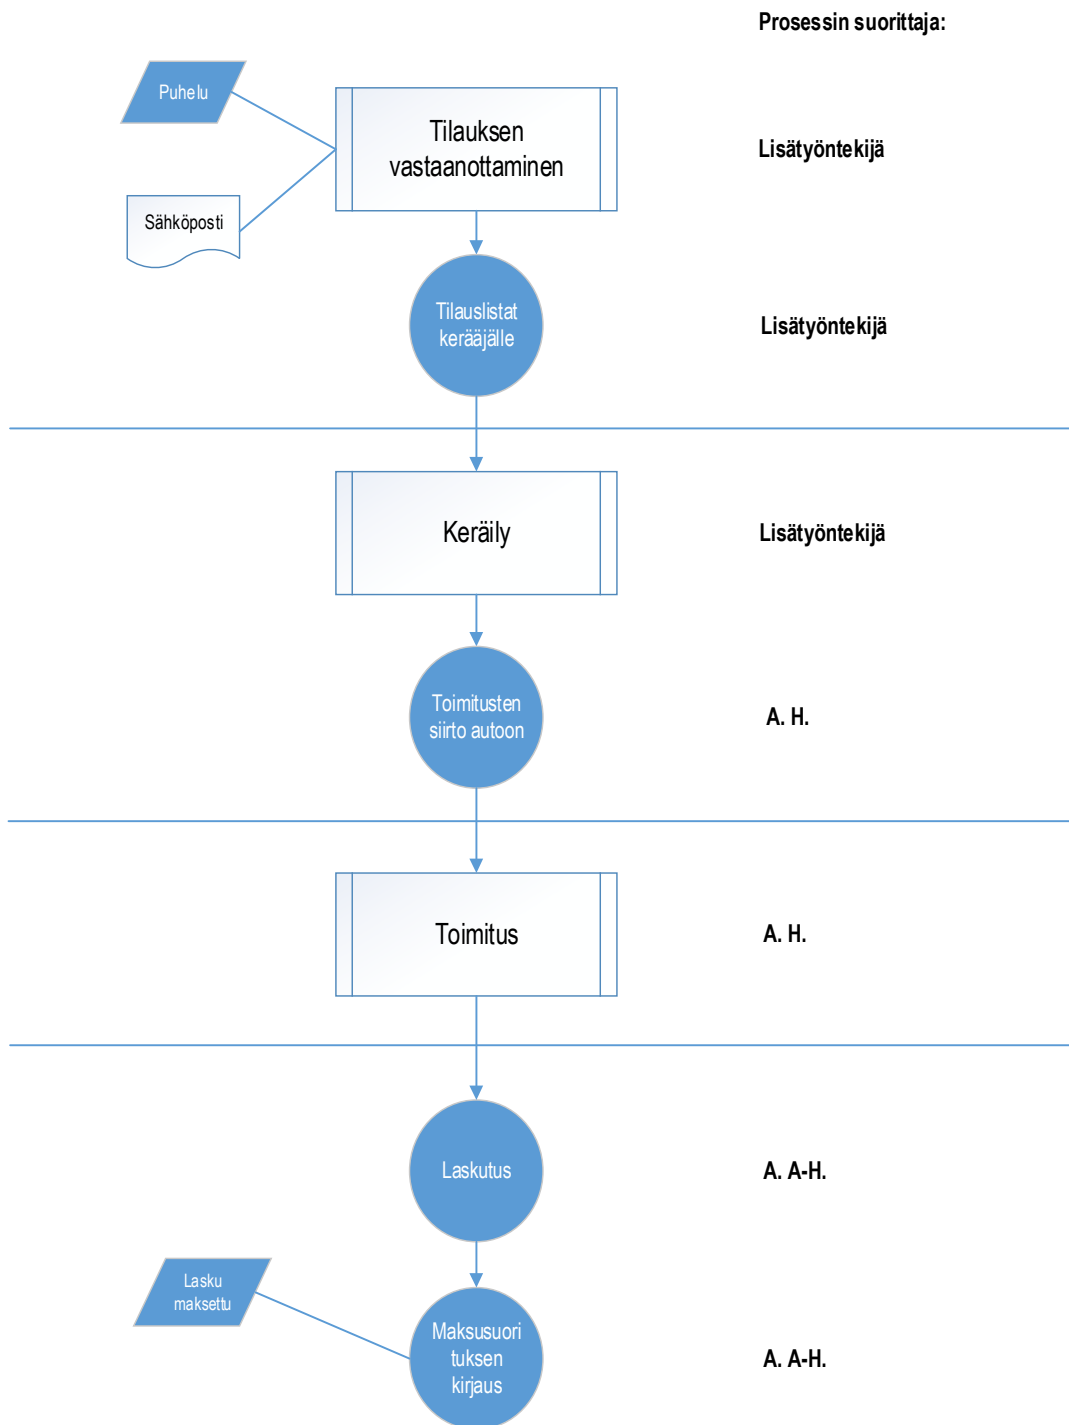 Prosessin suorittaja:
Puhelu
Tilauksen
vastaanottaminen
Lisätyöntekijä
Sähköposti
Tilauslistat
kerääjälle
Lisätyöntekijä
Keräily
Lisätyöntekijä
Toimitusten
siirto autoon
A. H.
Toimitus
A. H.
Laskutus
A. A-H.
Lasku
maksettu
Maksusuori
tuksen
kirjaus
A. A-H.